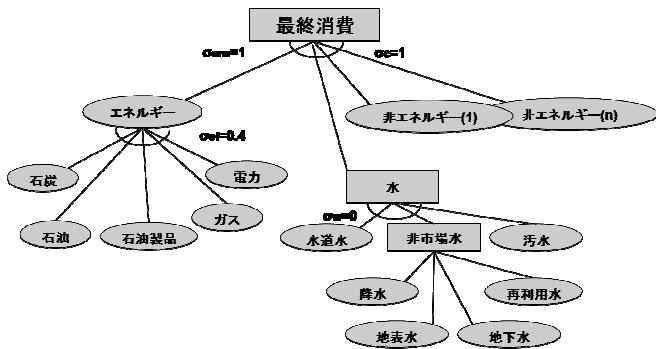 最終消費
σc=1
エネルギー
非エネルギー(1)
非エネルギー(n)
σef=0.4
石炭
電力
水
石油
石油製品
ガス
σw=0
水道水
非市場水
汚水
降水
再利用水
地表水
地下水